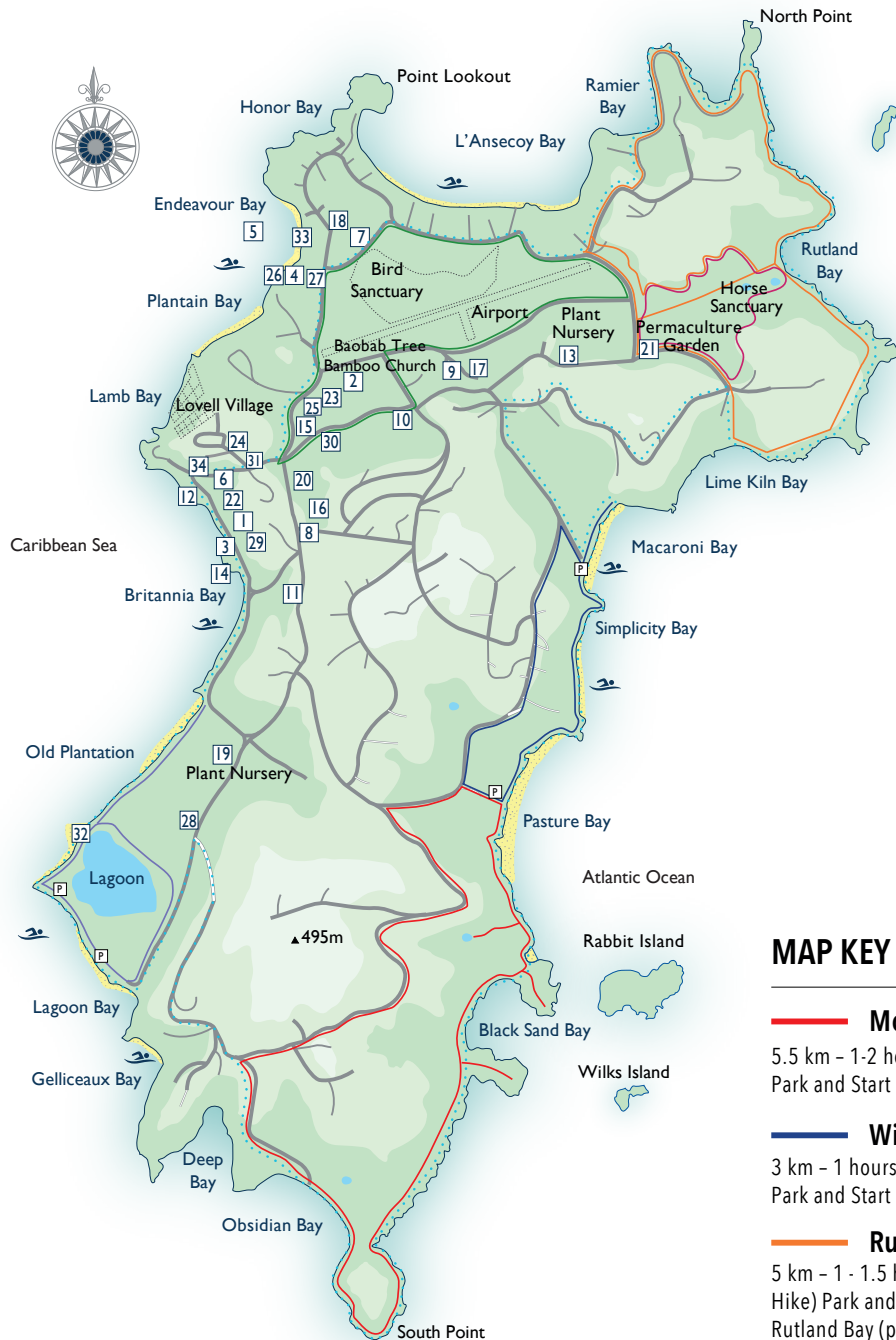 North Point
Point Lookout
Ramier
Bay
Honor Bay
L'Ansecoy Bay
Endeavour Bay
5
33
18
7
Rutland
Bay
26
4
27
Bird
Sanctuary
Plantain Bay
Horse
Sanctuary
Airport
Plant
Nursery
Permaculture
Garden
Baobab Tree
Bamboo Church
21
13
9
17
2
Lamb Bay
Lovell Village
23
25
15
10
24
30
34
31
6
20
Lime Kiln Bay
12
22
16
1
8
Caribbean Sea
3
29
Macaroni Bay
P
14
Britannia Bay
11
Simplicity Bay
Old Plantation
19
Plant Nursery
P
28
Pasture Bay
32
Lagoon
P
Atlantic Ocean
▲495m
Rabbit Island
P
MAP KEY
Lagoon Bay
Black Sand Bay
Gelliceaux Bay
Wilks Island
5.5 km – 1-2
Park and Start
Deep
Bay
3 km – 1 hours
Park and Start
Obsidian Bay
5 km – 1 - 1.5
Hike) Park and
Rutland Bay
South Point